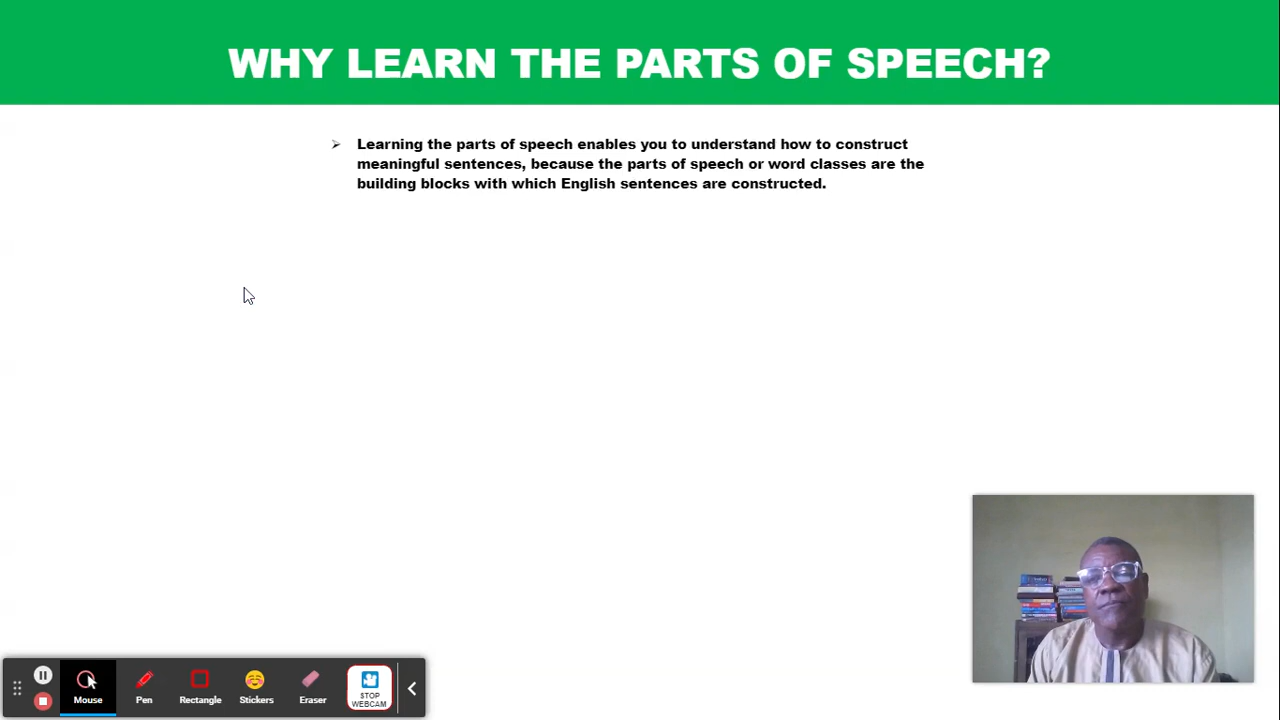 WHY LEARN THE PARTS OF SPEECH?
Learning the parts of speech enables you to understand how to construct
meaningful sentences, because the parts of speech or word classes are the
building blocks with which English sentences are constructed.
Mouse
Pen
Rectangle
Stickers
Eraser
STOP
WEBCAM